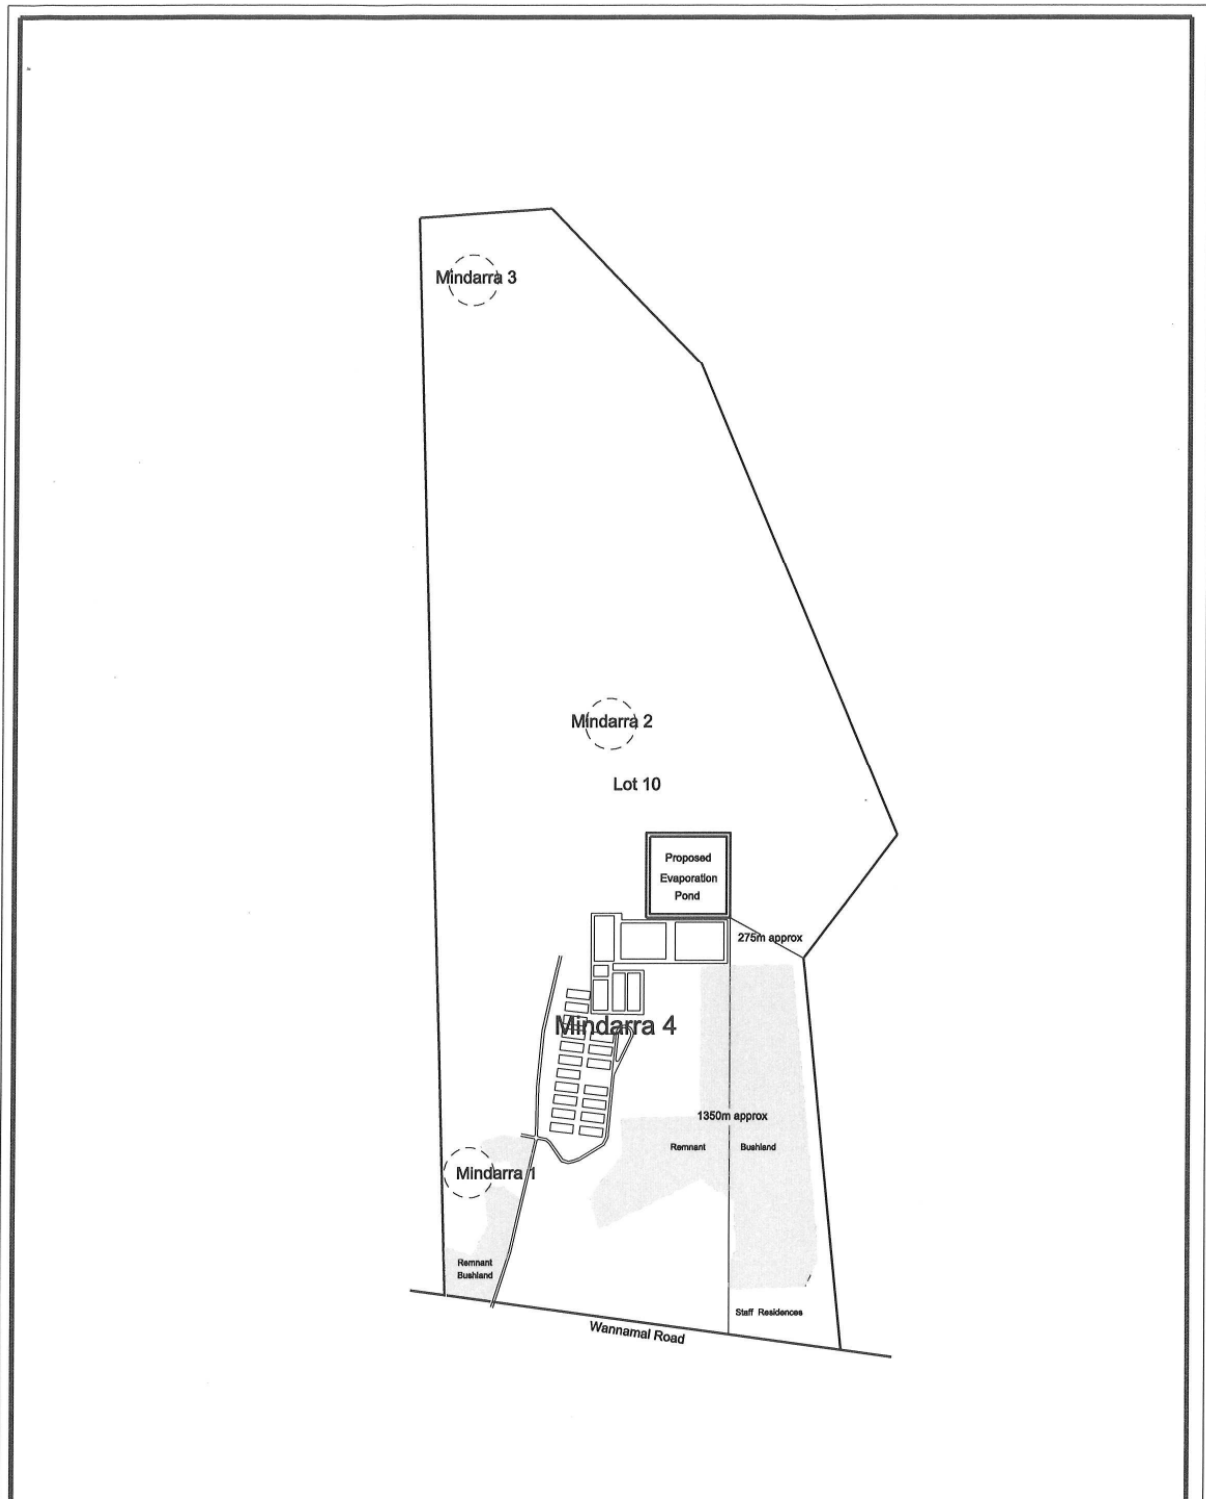 Mindarra 3
Mindarra 2
Lot 10
Proposed
Evaporation
Pond
275m approx
Mindarra 4
1350m approx
Remnant Bushland
Mindarra 1
Remnant
Bushland
Staff Residences
Wannamal Road